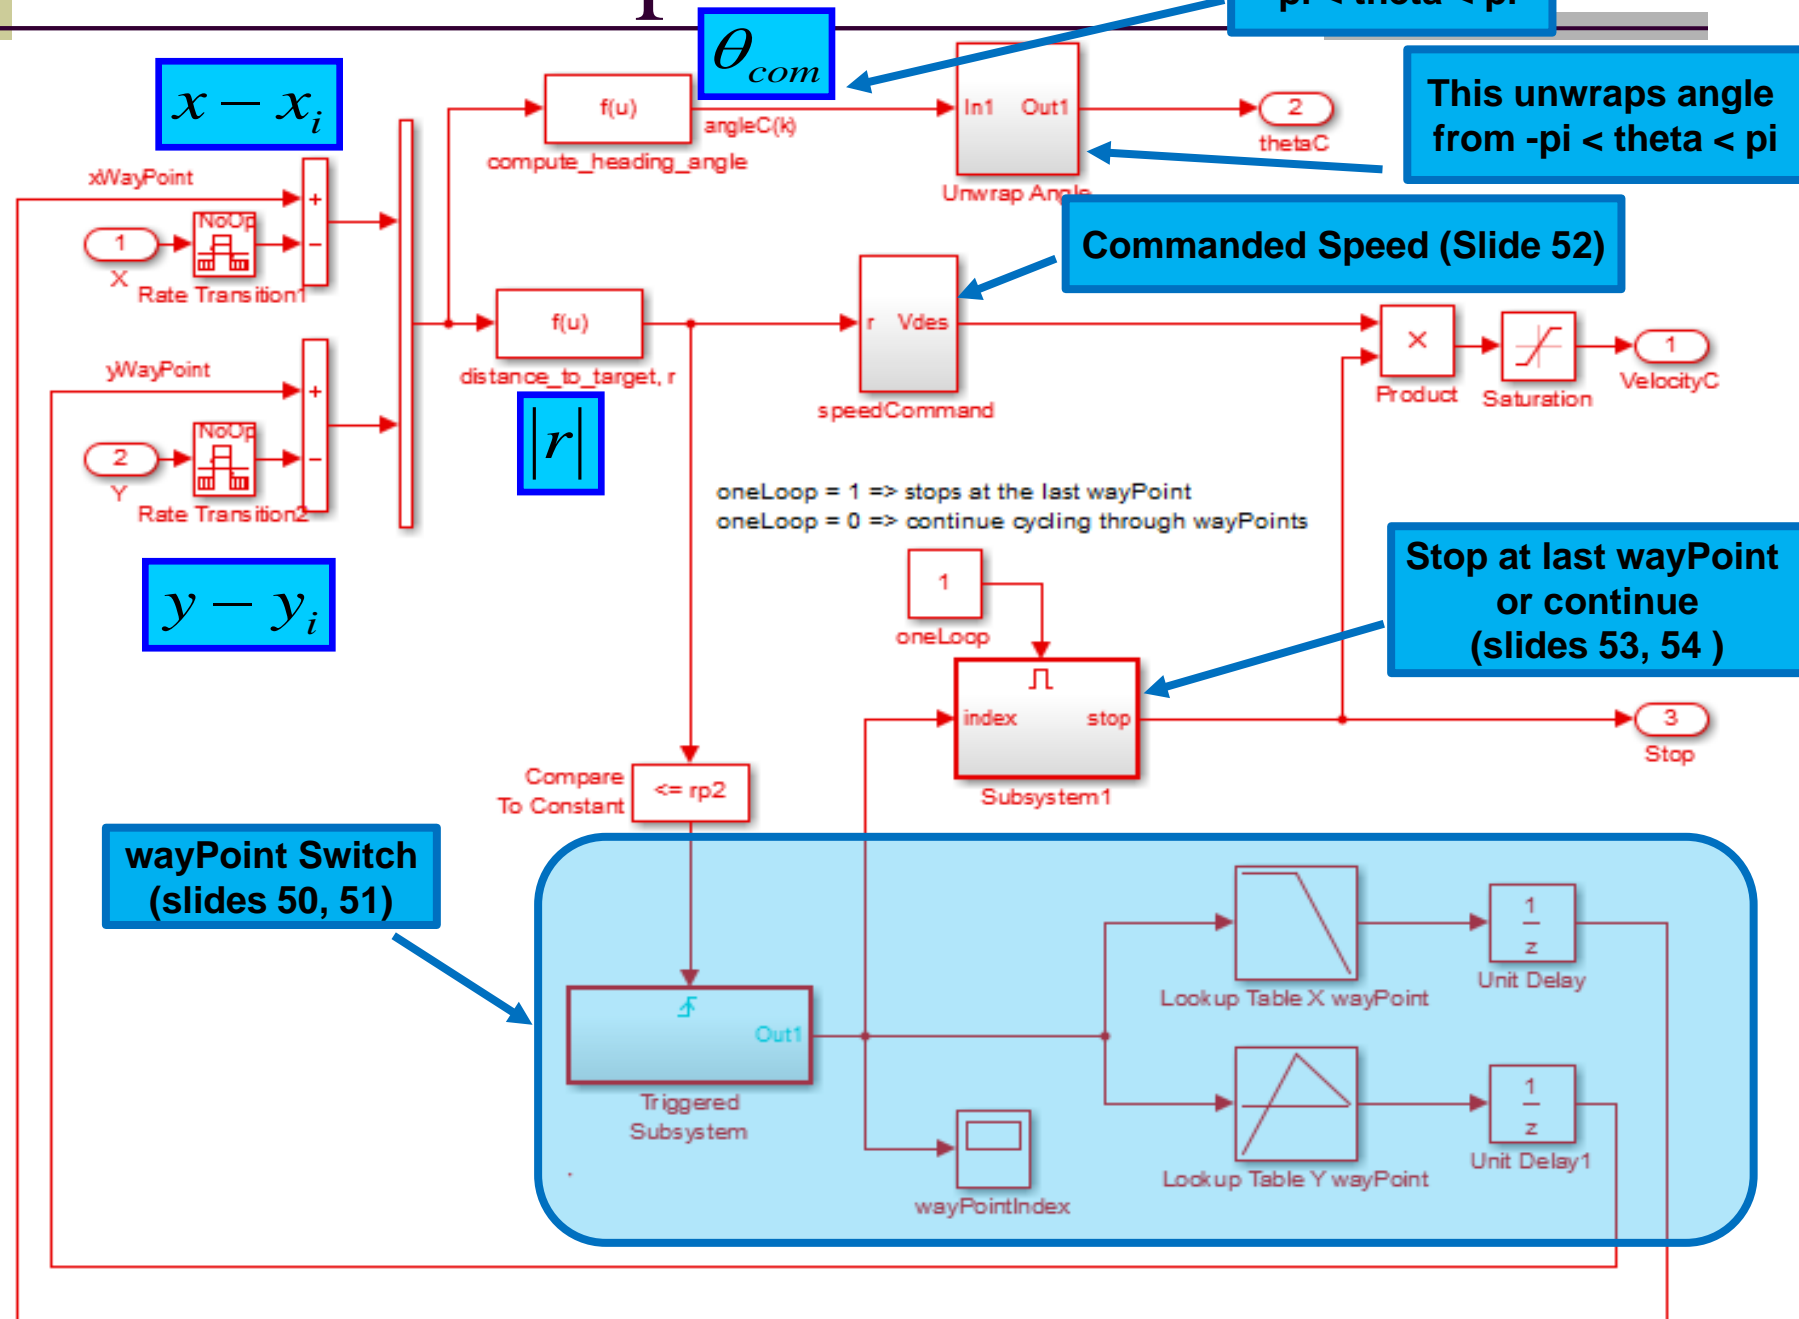 pi < theta < pi
θcom
x − xi
This unwraps angle
from -pi < theta < pi
f(u)
angleC(k)
compute_heading_angle
In1
Out1
Unwrap Angle
2
thetaC
xWayPoint
+
−
1
X
NoOp
Rate Transition1
Commanded Speed (Slide 52)
f(u)
distance_to_target, r
|r|
r
Vdes
speedCommand
×
Product
Saturation
1
VelocityC
yWayPoint
+
−
2
Y
NoOp
Rate Transition2
y − yi
oneLoop = 1 => stops at the last wayPoint
oneLoop = 0 => continue cycling through wayPoints
1
oneLoop
Stop at last wayPoint
or continue
(slides 53, 54 )
index
stop
Subsystem1
3
Stop
Compare
To Constant
<= rp2
wayPoint Switch
(slides 50, 51)
Out1
Triggered
Subsystem
wayPointIndex
Lookup Table X wayPoint
1
z
Unit Delay
Lookup Table Y wayPoint
1
z
Unit Delay1